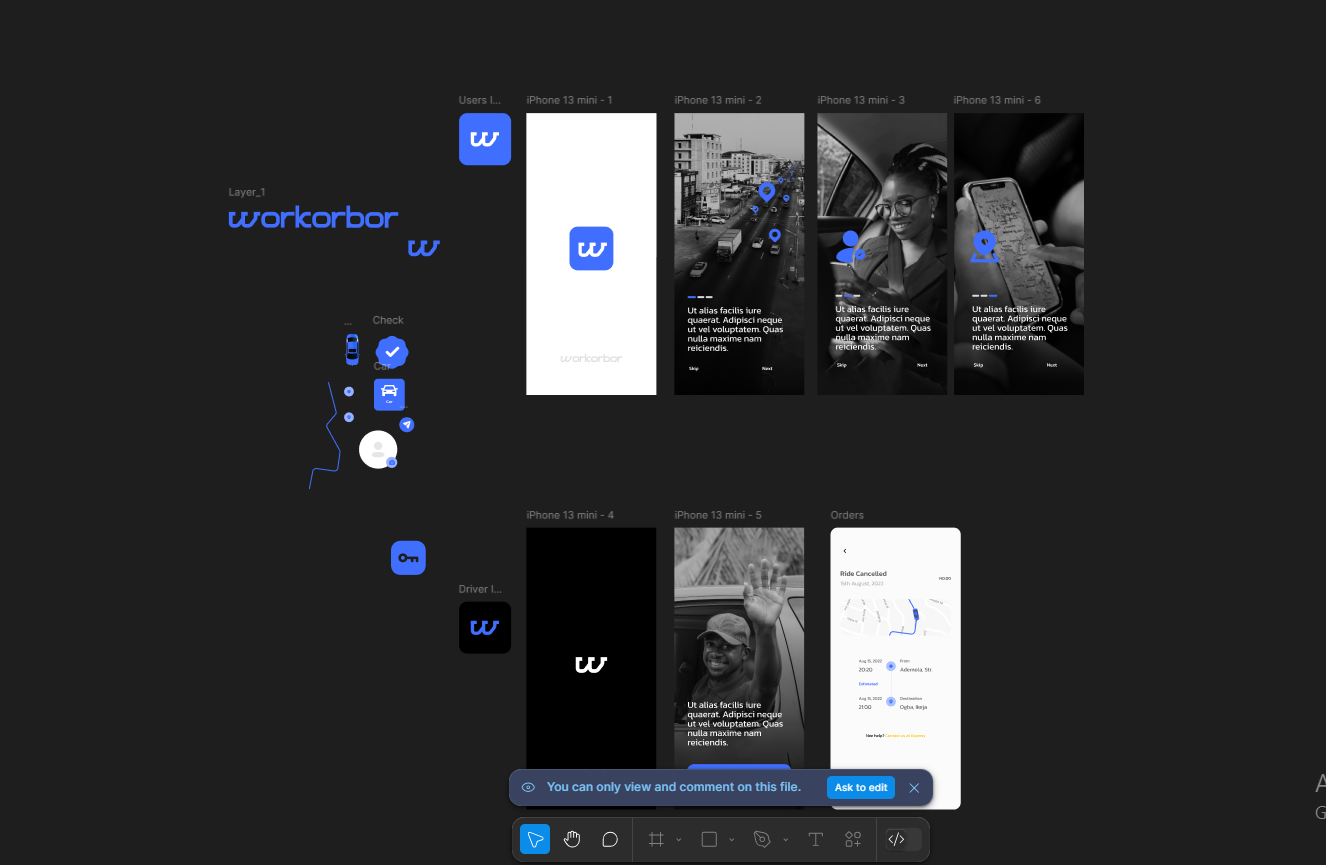 Users I...
iPhone 13 mini - 1
iPhone 13 mini - 2
iPhone 13 mini - 3
iPhone 13 mini - 6
w
Layer_1
workorbor
w
w
Ut alias facilis iure
quaerat. Adipisci neque
ut vel voluptatem. Quas
nulla maxime nam
reiciendis.
Skip
Next
Ut alias facilis iure
quaerat. Adipisci neque
ut vel voluptatem. Quas
nulla maxime nam
reiciendis.
Skip
Next
Ut alias facilis iure
quaerat. Adipisci neque
ut vel voluptatem. Quas
nulla maxime nam
reiciendis.
Skip
Next
workorbor
...
Check
Car
Car
...
iPhone 13 mini - 4
iPhone 13 mini - 5
Orders
Driver I...
w
w
Ut alias facilis iure
quaerat. Adipisci neque
ut vel voluptatem. Quas
nulla maxime nam
reiciendis.
Ride Cancelled
15th August, 2022
Aug 15, 2022
From
20:20
Ademola, Str.
Estimated
Aug 15, 2022
Destination
21:00
Ogba, Ikeja
Need help?
You can only view and comment on this file.
Ask to edit
A
G